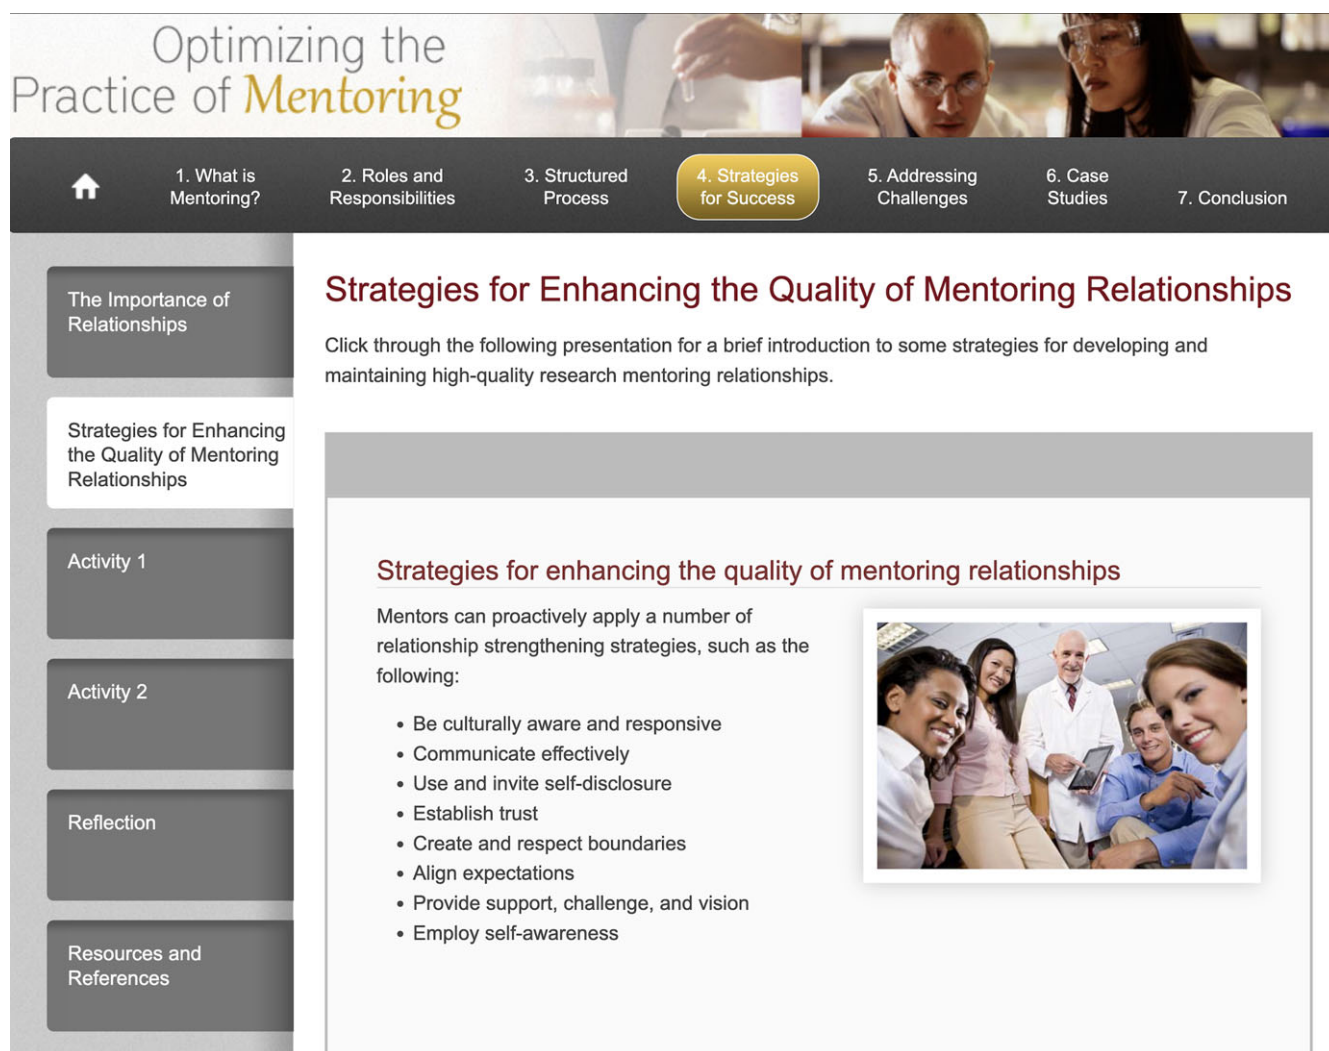 Optimizing the
Practice of Mentoring
1. What is
Mentoring?
2. Roles and
Responsibilities
3. Structured
Process
4. Strategies
for Success
5. Addressing
Challenges
6. Case
Studies
7. Conclusion
The Importance of
Relationships
Strategies for Enhancing
the Quality of Mentoring
Relationships
Activity 1
Activity 2
Reflection
Resources and
References
Strategies for Enhancing the Quality of Mentoring Relationships
Click through the following presentation for a brief introduction to some strategies for developing and
maintaining high-quality research mentoring relationships.
Strategies for enhancing the quality of mentoring relationships
Mentors can proactively apply a number of
relationship strengthening strategies, such as the
following:
• Be culturally aware and responsive
• Communicate effectively
• Use and invite self-disclosure
• Establish trust
• Create and respect boundaries
• Align expectations
• Provide support, challenge, and vision
• Employ self-awareness